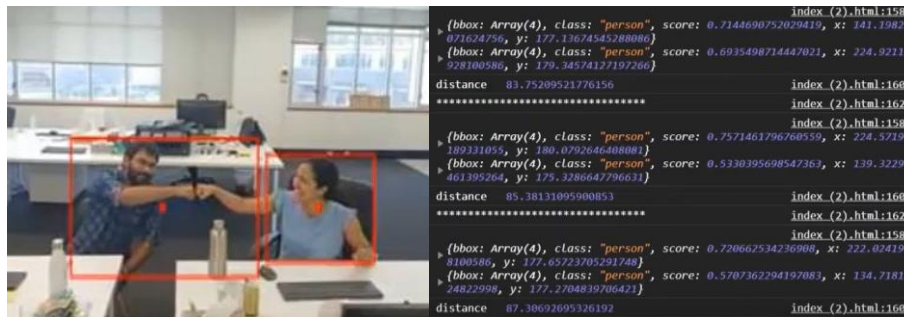 index (2).html:158
{bbox: Array(4), class: "person", score: 0.7144690752029419, x: 141.1982
071624756, y: 177.13674545288086}
{bbox: Array(4), class: "person", score: 0.6935498714447021, x: 224.9211
928100586, y: 179.34574127197266}
distance 83.75209521776156 index (2).html:160
********************************* index (2).html:162
index (2).html:158
{bbox: Array(4), class: "person", score: 0.7571461796760559, x: 224.5719
189331055, y: 180.0792646408081}
{bbox: Array(4), class: "person", score: 0.5330395698547363, x: 139.3229
461395264, y: 175.3286647796631}
distance 85.38131095900853 index (2).html:160
********************************* index (2).html:162
index (2).html:158
{bbox: Array(4), class: "person", score: 0.720662534236908, x: 222.02419
8100586, y: 177.65723705291748}
{bbox: Array(4), class: "person", score: 0.5707362294197083, x: 134.7181
24822998, y: 177.2704839706421}
distance 87.30692695326192 index (2).html:160